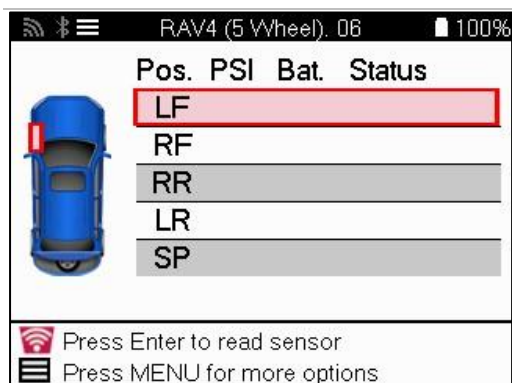 RAV4 (5 Wheel). 06 100%
Pos. PSI Bat. Status
LF
RF
RR
LR
SP
Press Enter to read sensor
Press MENU for more options